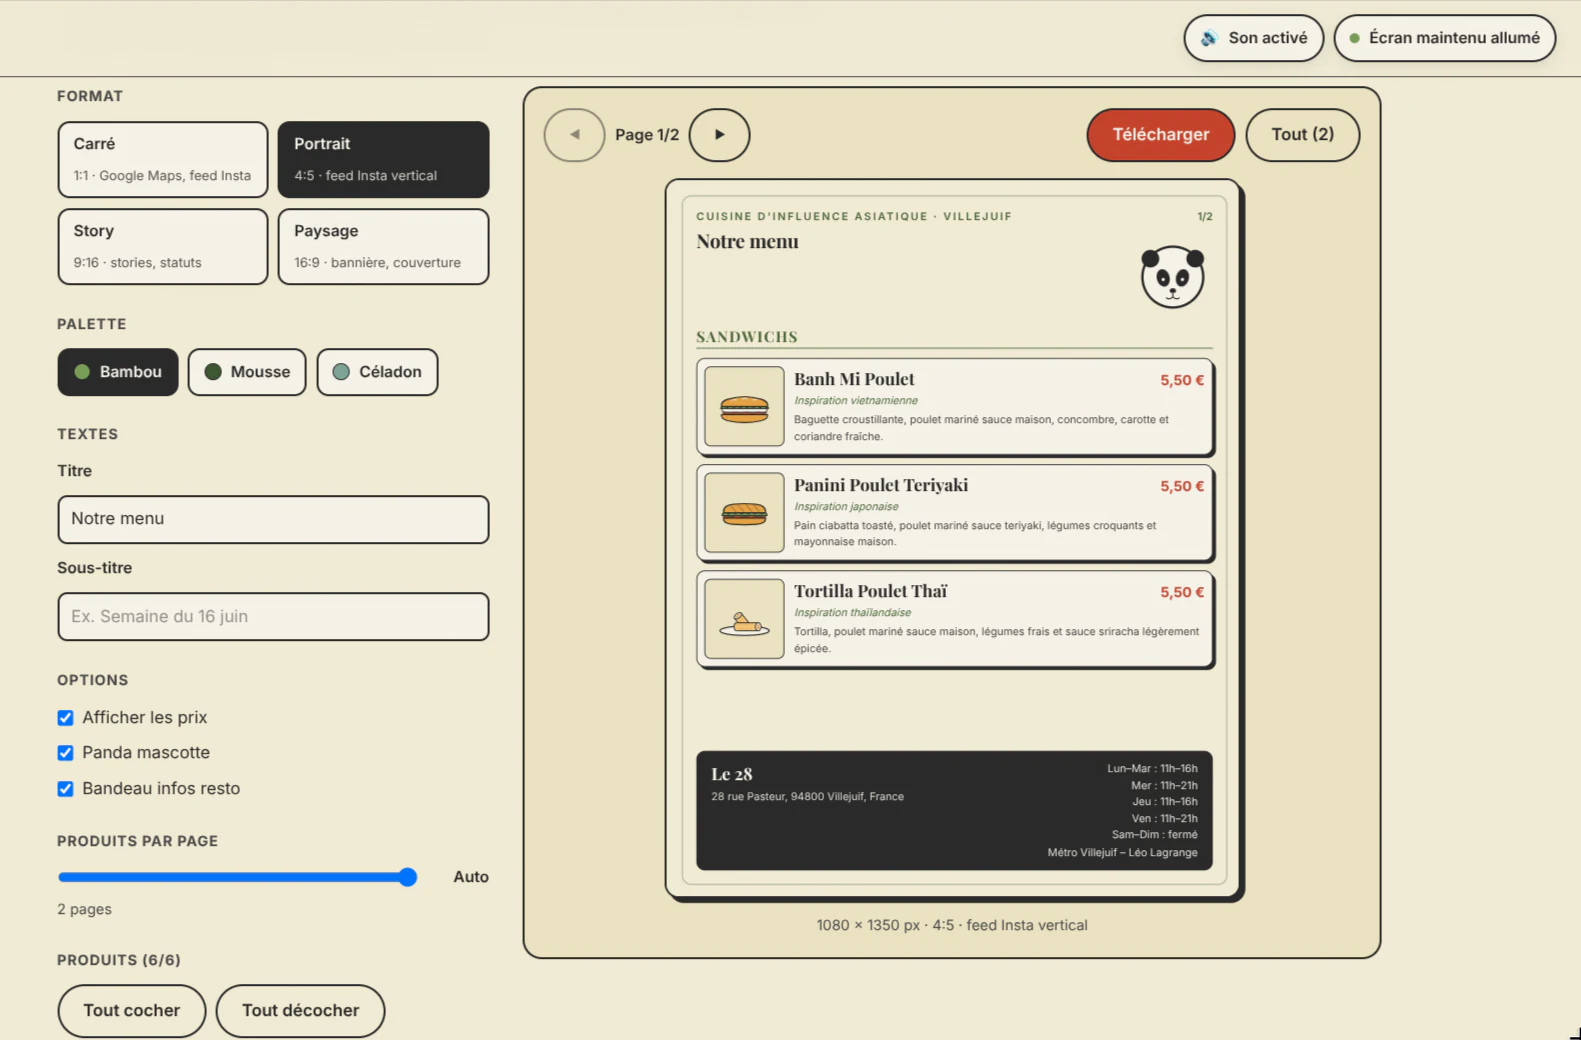 Son activé
Écran maintenu allumé
FORMAT
Carré
1:1 · Google Maps, feed Insta
Portrait
4:5 · feed Insta vertical
Story
9:16 · stories, statuts
Paysage
16:9 · bannière, couverture
PALETTE
Bambou
Mousse
Céladon
TEXTES
Titre
Notre menu
Sous-titre
Ex. Semaine du 16 juin
OPTIONS
Afficher les prix
Panda mascotte
Bandeau infos resto
PRODUITS PAR PAGE
Auto
2 pages
PRODUITS (6/6)
Tout cocher
Tout décocher
Page 1/2
Télécharger
Tout (2)
CUISINE D'INFLUENCE ASIATIQUE · VILLEJUIF
1/2
Notre menu
SANDWICHS
Banh Mi Poulet
5,50 €
Inspiration vietnamienne
Baguette croustillante, poulet mariné sauce maison, concombre, carotte et
coriandre fraîche.
Panini Poulet Teriyaki
5,50 €
Inspiration japonaise
Pain ciabatta toasté, poulet mariné sauce teriyaki, légumes croquants et
mayonnaise maison.
Tortilla Poulet Thaï
5,50 €
Inspiration thaïlandaise
Tortilla, poulet mariné sauce maison, légumes frais et sauce sriracha légèrement
épicée.
Le 28
28 rue Pasteur, 94800 Villejuif, France
Lun–Mar : 11h–16h
Mer : 11h–21h
Jeu : 11h–16h
Ven : 11h–21h
Sam–Dim : fermé
Métro Villejuif – Léo Lagrange
1080 × 1350 px · 4:5 · feed Insta vertical